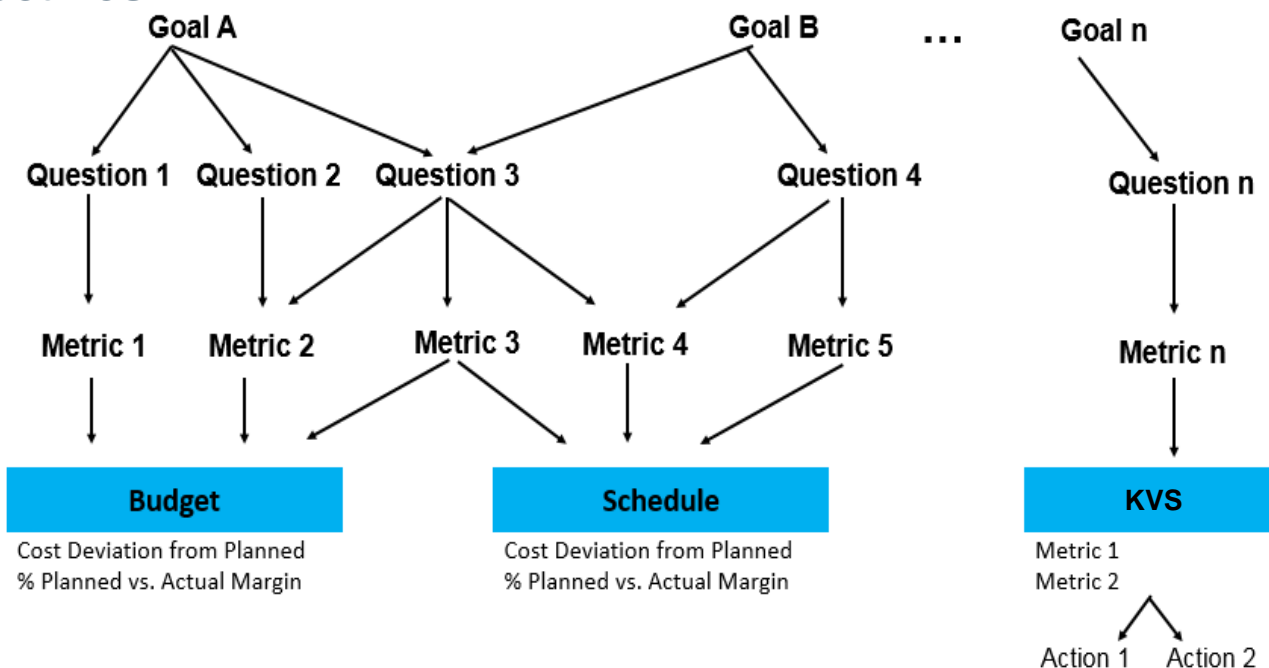 Goal A
Goal B
...
Goal n
Question 1
Question 2
Question 3
Question 4
Question n
Metric 1
Metric 2
Metric 3
Metric 4
Metric 5
Metric n
Budget
Schedule
KVS
Cost Deviation from Planned
% Planned vs. Actual Margin
Cost Deviation from Planned
% Planned vs. Actual Margin
Metric 1
Metric 2
Action 1
Action 2